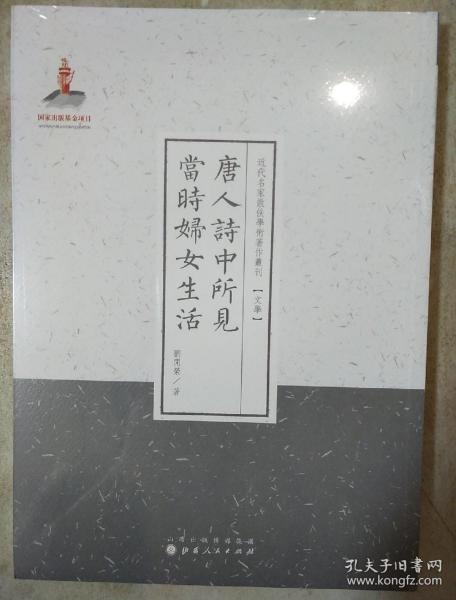 国家出版基金项目
近代名家散佚學術著作叢刊【文學】
唐人詩中所見
當時婦女生活
劉開榮／著
山西出版傳媒集團
山西人民出版社
孔夫子旧书网
www.kongfz.com